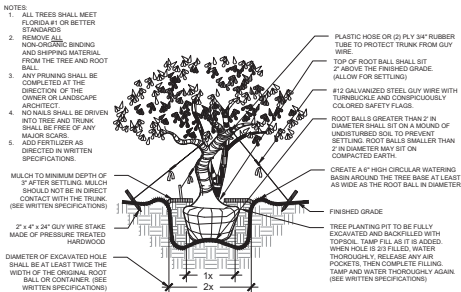 NOTES:
1. ALL TREES SHALL MEET
FLORIDA #1 OR BETTER
STANDARDS
2. REMOVE ALL
NON-ORGANIC BINDING
AND SHIPPING MATERIAL
FROM THE TREE AND ROOT
BALL.
3. ANY PRUNING SHALL BE
COMPLETED AT THE
DIRECTION OF THE
OWNER OR LANDSCAPE
ARCHITECT.
4. NO NAILS SHALL BE DRIVEN
INTO TREE AND TRUNK
SHALL BE FREE OF ANY
MAJOR SCARS.
5. ADD FERTILIZER AS
DIRECTED IN WRITTEN
SPECIFICATIONS.
MULCH TO MINIMUM DEPTH OF
3" AFTER SETTLING. MULCH
SHOULD NOT BE IN DIRECT
CONTACT WITH THE TRUNK.
(SEE WRITTEN SPECIFICATIONS)
2" x 4" x 24" GUY WIRE STAKE
MADE OF PRESSURE TREATED
HARDWOOD
DIAMETER OF EXCAVATED HOLE
SHALL BE AT LEAST TWICE THE
WIDTH OF THE ORIGINAL ROOT
BALL OR CONTAINER. (SEE
WRITTEN SPECIFICATIONS)
PLASTIC HOSE OR (2) PLY 3/4" RUBBER
TUBE TO PROTECT TRUNK FROM GUY
WIRE.
TOP OF ROOT BALL SHALL SIT
2" ABOVE THE FINISHED GRADE.
(ALLOW FOR SETTLING)
#12 GALVANIZED STEEL GUY WIRE WITH
TURNBUCKLE AND CONSPICUOUSLY
COLORED SAFETY FLAGS.
ROOT BALLS GREATER THAN 2' IN
DIAMETER SHALL SIT ON A MOUND OF
UNDISTURBED SOIL TO PREVENT
SETTLING. ROOT BALLS SMALLER THAN
2' IN DIAMETER MAY SIT ON
COMPACTED EARTH.
CREATE A 6" HIGH CIRCULAR WATERING
BASIN AROUND THE TREE BASE AT LEAST
AS WIDE AS THE ROOT BALL IN DIAMETER
FINISHED GRADE
TREE PLANTING PIT TO BE FULLY
EXCAVATED AND BACKFILLED WITH
TOPSOIL. TAMP FILL AS IT IS ADDED.
WHEN HOLE IS 2/3 FILLED, WATER
THOROUGHLY, RELEASE ANY AIR
POCKETS, THEN COMPLETE FILLING.
TAMP AND WATER THOROUGHLY AGAIN.
(SEE WRITTEN SPECIFICATIONS)
1x
2x